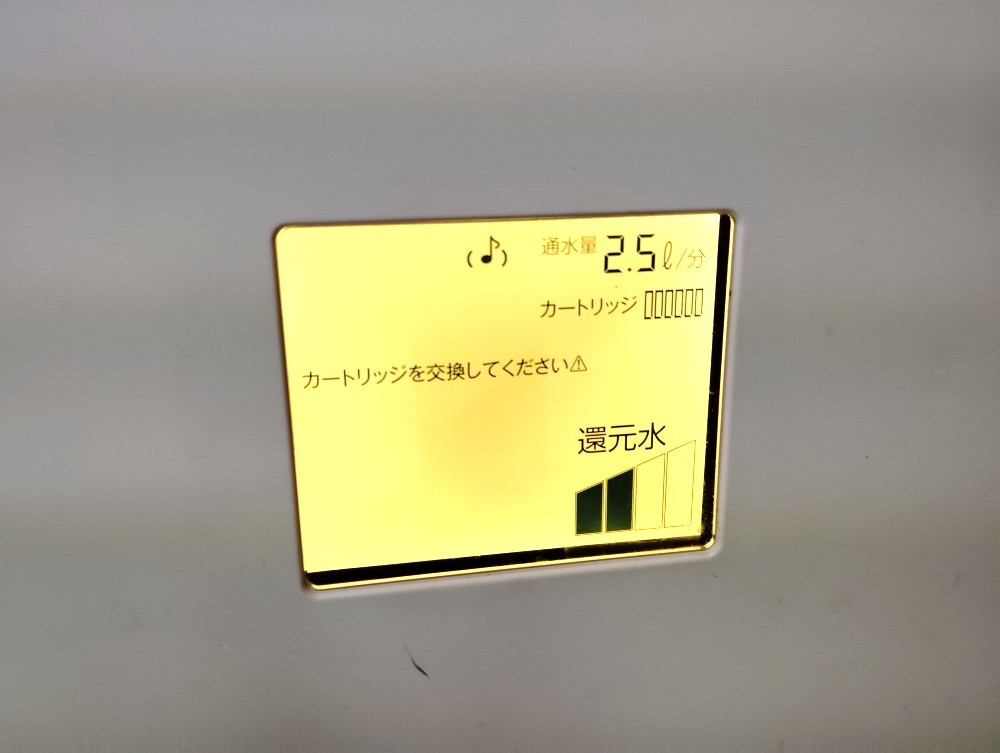 通水量 2.5 ℓ/分
カートリッジ
カートリッジを交換してください⚠
還元水